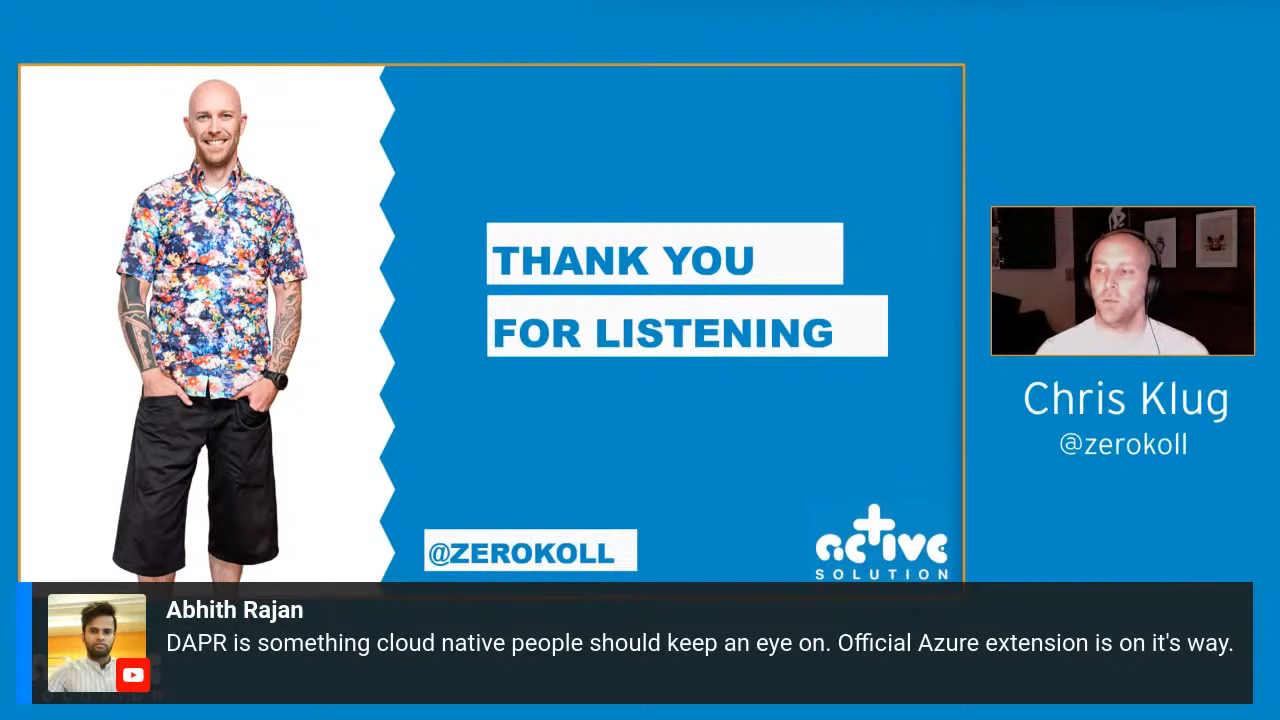 THANK YOU
FOR LISTENING
@ZEROKOLL
active
SOLUTION
Chris Klug
@zerokoll
Abhith Rajan
DAPR is something cloud native people should keep an eye on. Official Azure extension is on it's way.